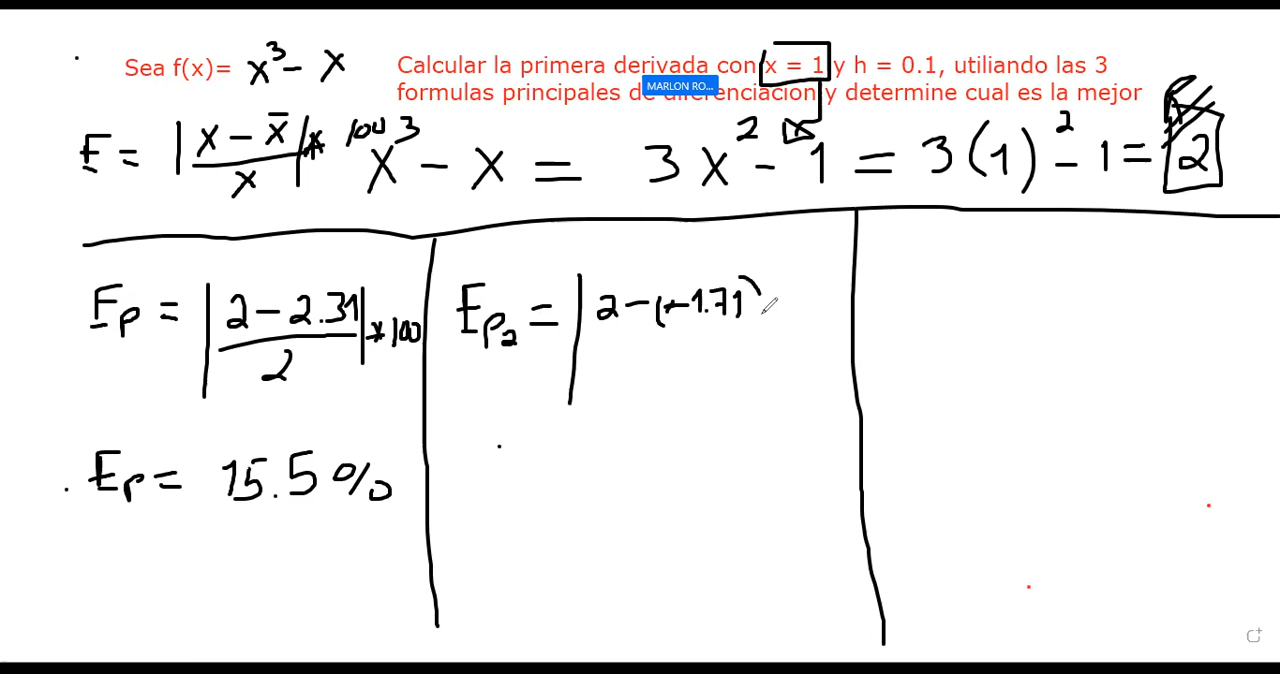 Sea f(x)= x³ - x
Calcular la primera derivada con x = 1 y h = 0.1, utiliando las 3
formulas principales de diferenciación y determine cual es la mejor
MARLON RO...
E = |x - x̄ / x| * 100
x³ - x = 3x² - 1 = 3(1)² - 1 = 2
Ep = |2 - 2.31 / 2| * 100
Ep = 15.5 %
Ep₂ = | 2 - (-1.71)